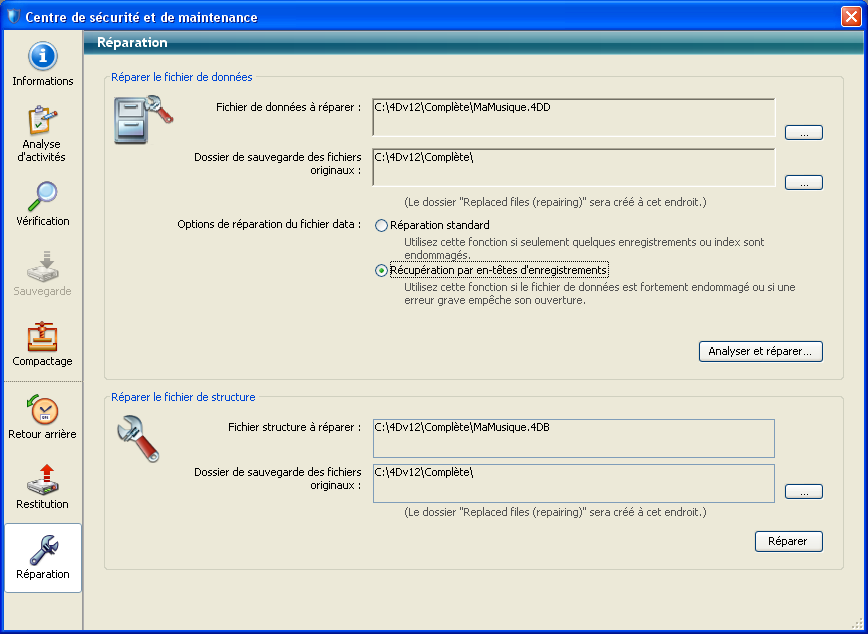 Centre de sécurité et de maintenance
Informations
Analyse
d'activités
Vérification
Sauvegarde
Compactage
Retour arrière
Restitution
Réparation
Réparation
Réparer le fichier de données
Fichier de données à réparer :
C:\4Dv12\Complète\MaMusique.4DD
...
Dossier de sauvegarde des fichiers
originaux :
C:\4Dv12\Complète\
...
(Le dossier "Replaced files (repairing)" sera créé à cet endroit.)
Options de réparation du fichier data :
Réparation standard
Utilisez cette fonction si seulement quelques enregistrements ou index sont
endommagés.
Récupération par en-têtes d'enregistrements
Utilisez cette fonction si le fichier de données est fortement endommagé ou si une
erreur grave empêche son ouverture.
Analyser et réparer...
Réparer le fichier de structure
Fichier structure à réparer :
C:\4Dv12\Complète\MaMusique.4DB
Dossier de sauvegarde des fichiers
originaux :
C:\4Dv12\Complète\
...
(Le dossier "Replaced files (repairing)" sera créé à cet endroit.)
Réparer